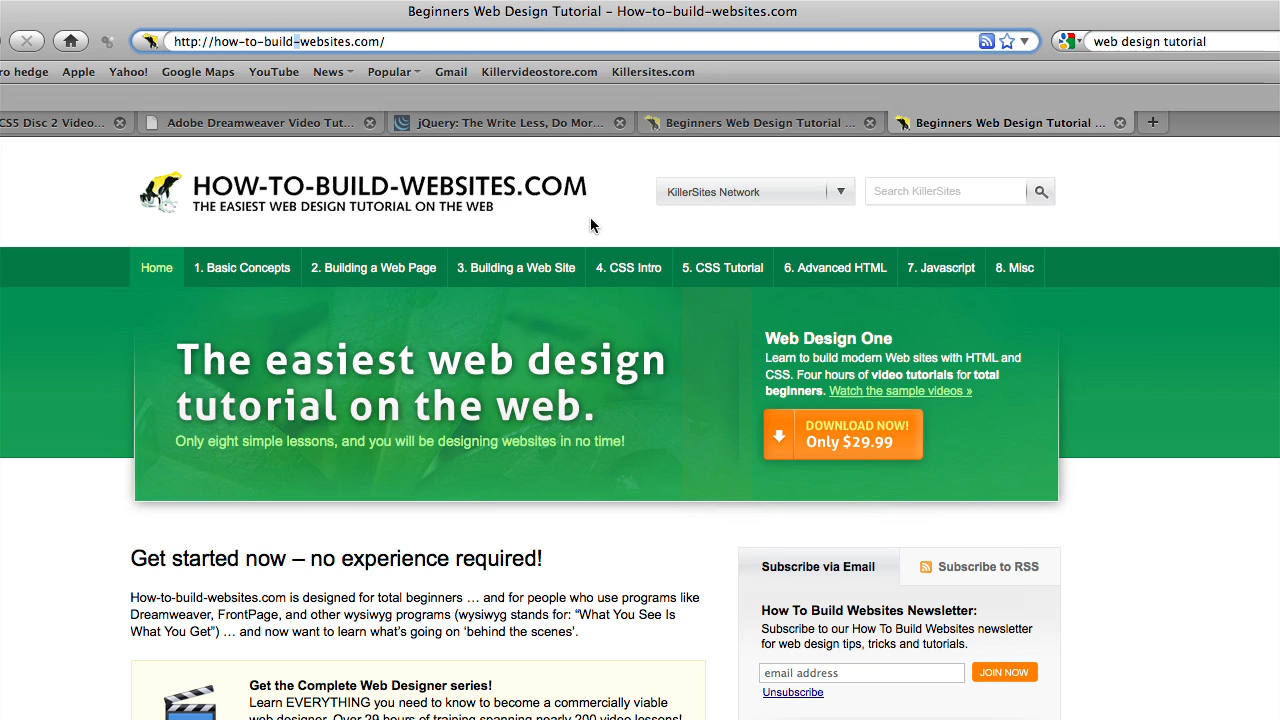 Beginners Web Design Tutorial – How-to-build-websites.com
http://how-to-build-websites.com/
web design tutorial
ro hedge Apple Yahoo! Google Maps YouTube News Popular Gmail Killervideostore.com Killersites.com
CS5 Disc 2 Video... Adobe Dreamweaver Video Tut... jQuery: The Write Less, Do Mor... Beginners Web Design Tutorial ... Beginners Web Design Tutorial ... +
HOW-TO-BUILD-WEBSITES.COM
THE EASIEST WEB DESIGN TUTORIAL ON THE WEB
KillerSites Network
Search KillerSites
Home 1. Basic Concepts 2. Building a Web Page 3. Building a Web Site 4. CSS Intro 5. CSS Tutorial 6. Advanced HTML 7. Javascript 8. Misc
The easiest web design
tutorial on the web.
Only eight simple lessons, and you will be designing websites in no time!
Web Design One
Learn to build modern Web sites with HTML and
CSS. Four hours of video tutorials for total
beginners. Watch the sample videos »
DOWNLOAD NOW!
Only $29.99
Get started now – no experience required!
How-to-build-websites.com is designed for total beginners … and for people who use programs like
Dreamweaver, FrontPage, and other wysiwyg programs (wysiwyg stands for: “What You See Is
What You Get”) … and now want to learn what’s going on ‘behind the scenes’.
Get the Complete Web Designer series!
Learn EVERYTHING you need to know to become a commercially viable
web designer. Over 29 hours of training spanning nearly 200 video lessons!
Subscribe via Email
Subscribe to RSS
How To Build Websites Newsletter:
Subscribe to our How To Build Websites newsletter
for web design tips, tricks and tutorials.
email address
JOIN NOW
Unsubscribe